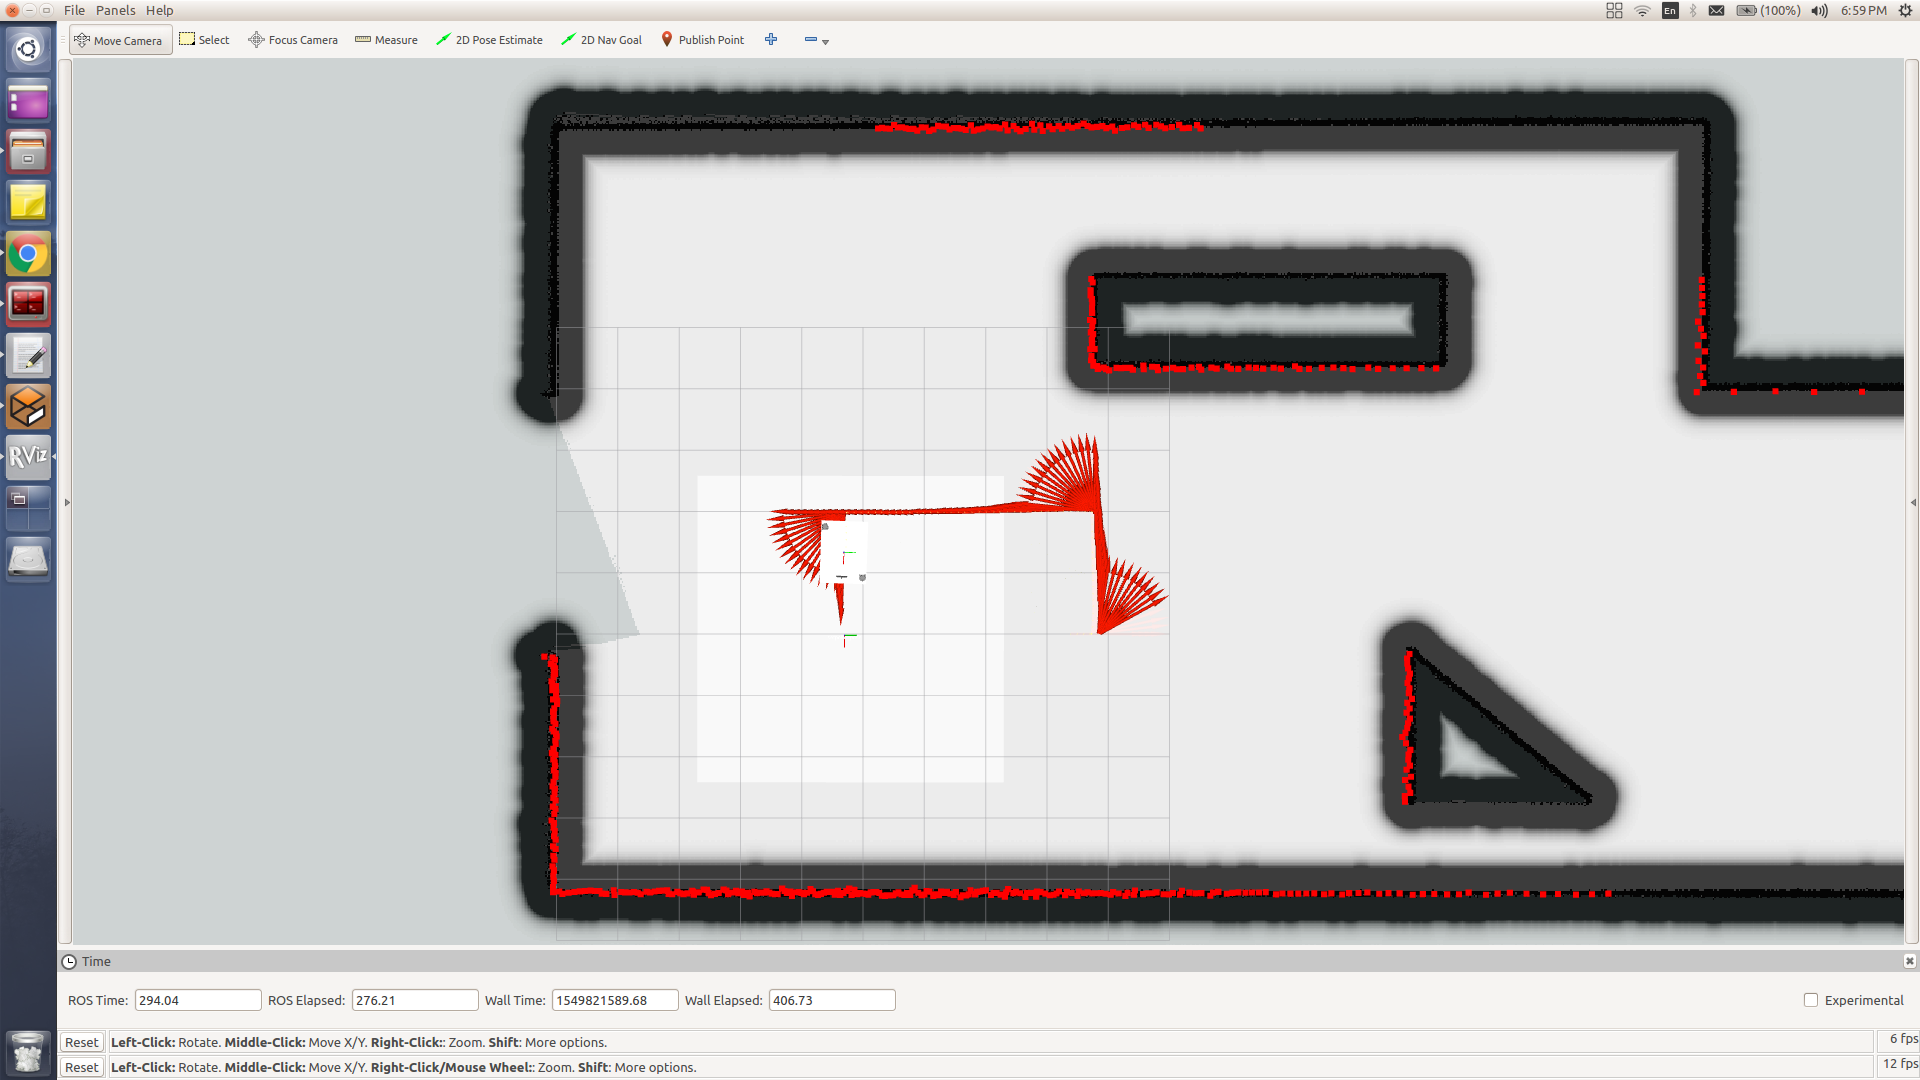 File Panels Help En (100%) 6:59 PM
Move Camera Select Focus Camera Measure 2D Pose Estimate 2D Nav Goal Publish Point
RViz
Time
ROS Time: 294.04 ROS Elapsed: 276.21 Wall Time: 1549821589.68 Wall Elapsed: 406.73 Experimental
Reset Left-Click: Rotate. Middle-Click: Move X/Y. Right-Click:: Zoom. Shift: More options. 6 fps
Reset Left-Click: Rotate. Middle-Click: Move X/Y. Right-Click/Mouse Wheel:: Zoom. Shift: More options. 12 fps